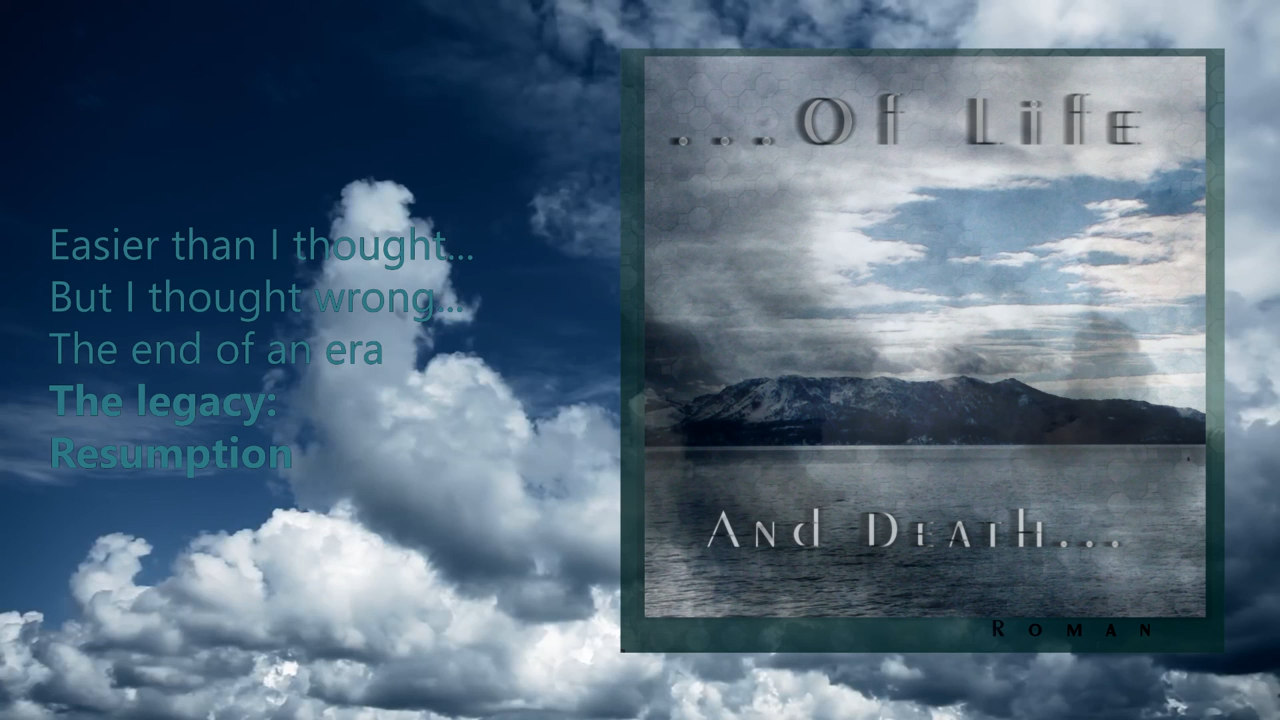 Easier than I thought...
But I thought wrong...
The end of an era
The legacy:
Resumption
...Of Life
And Death...
Roman